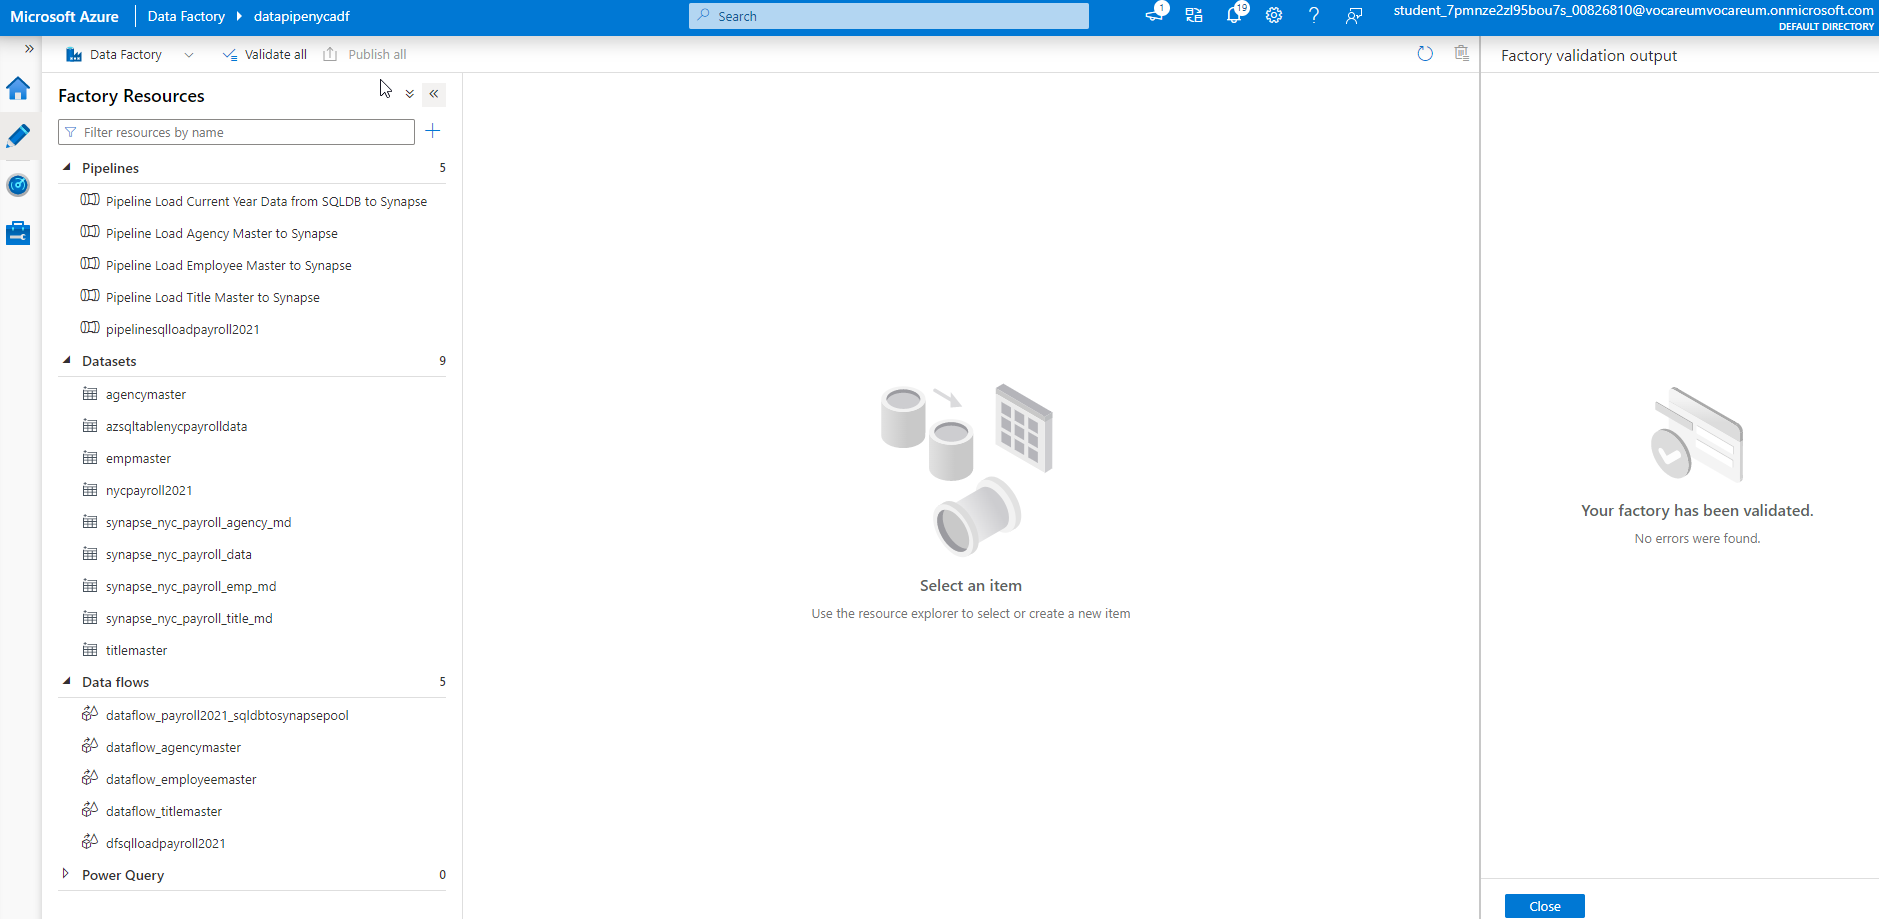 Microsoft Azure
Data Factory
datapipenycadf
Search
1
19
student_7pmnze2zl95bou7s_00826810@vocareumvocareum.onmicrosoft.com
DEFAULT DIRECTORY
Data Factory
Validate all
Publish all
Factory validation output
Factory Resources
Filter resources by name
Pipelines 5
Pipeline Load Current Year Data from SQLDB to Synapse
Pipeline Load Agency Master to Synapse
Pipeline Load Employee Master to Synapse
Pipeline Load Title Master to Synapse
pipelinesqlloadpayroll2021
Datasets 9
agencymaster
azsqltablenycpayrolldata
empmaster
nycpayroll2021
synapse_nyc_payroll_agency_md
synapse_nyc_payroll_data
synapse_nyc_payroll_emp_md
synapse_nyc_payroll_title_md
titlemaster
Data flows 5
dataflow_payroll2021_sqldbtosynapsepool
dataflow_agencymaster
dataflow_employeemaster
dataflow_titlemaster
dfsqlloadpayroll2021
Power Query 0
Select an item
Use the resource explorer to select or create a new item
Your factory has been validated.
No errors were found.
Close